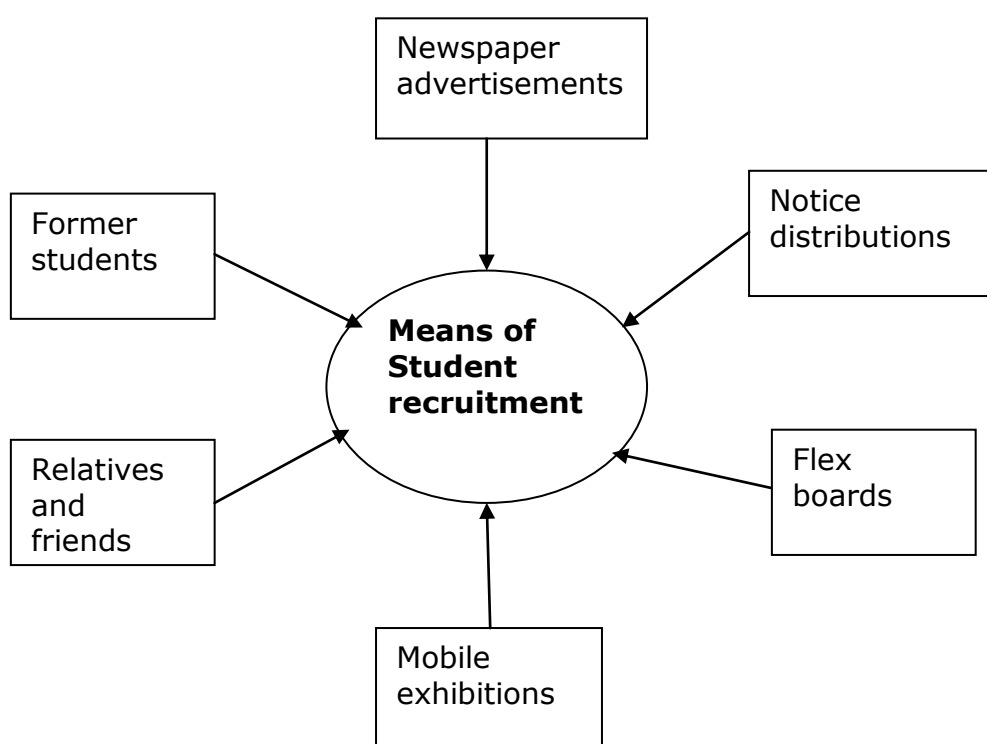 Newspaper
advertisements
Notice
distributions
Former
students
Means of
Student
recruitment
Relatives
and
friends
Flex
boards
Mobile
exhibitions